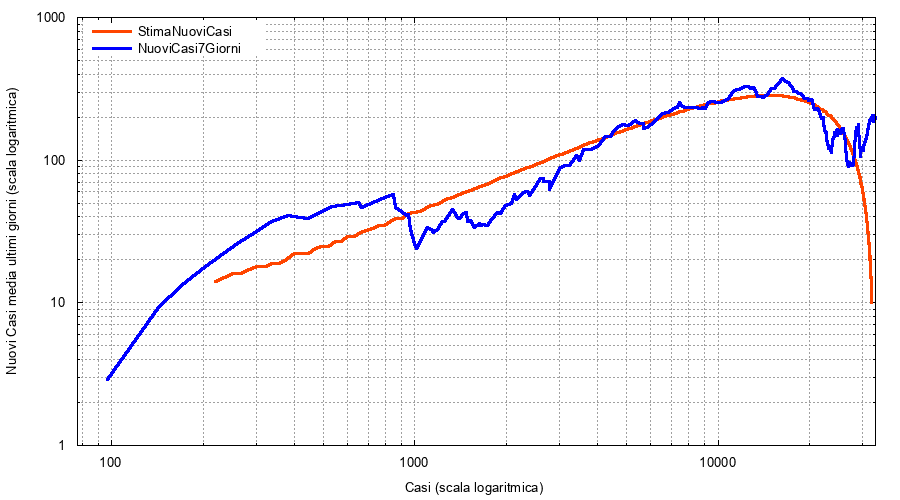 1000
StimaNuoviCasi
NuoviCasi7Giorni
100
10
1
Nuovi Casi media ultimi giorni (scala logaritmica)
100
1000
10000
Casi (scala logaritmica)